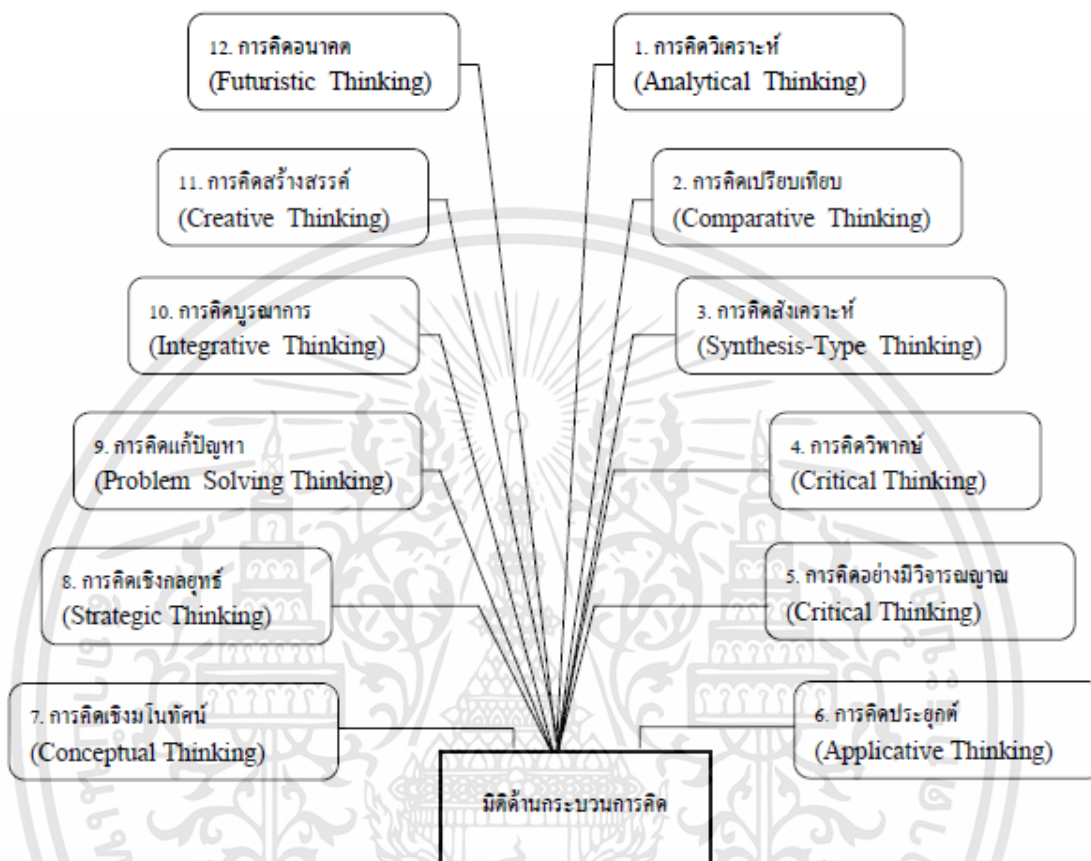 12. การคิดอนาคต
(Futuristic Thinking)
1. การคิดวิเคราะห์
(Analytical Thinking)
11. การคิดสร้างสรรค์
(Creative Thinking)
2. การคิดเปรียบเทียบ
(Comparative Thinking)
10. การคิดบูรณาการ
(Integrative Thinking)
3. การคิดสังเคราะห์
(Synthesis-Type Thinking)
9. การคิดแก้ปัญหา
(Problem Solving Thinking)
4. การคิดวิพากษ์
(Critical Thinking)
8. การคิดเชิงกลยุทธ์
(Strategic Thinking)
5. การคิดอย่างมีวิจารณญาณ
(Critical Thinking)
7. การคิดเชิงมโนทัศน์
(Conceptual Thinking)
6. การคิดประยุกต์
(Applicative Thinking)
มิติด้านกระบวนการคิด